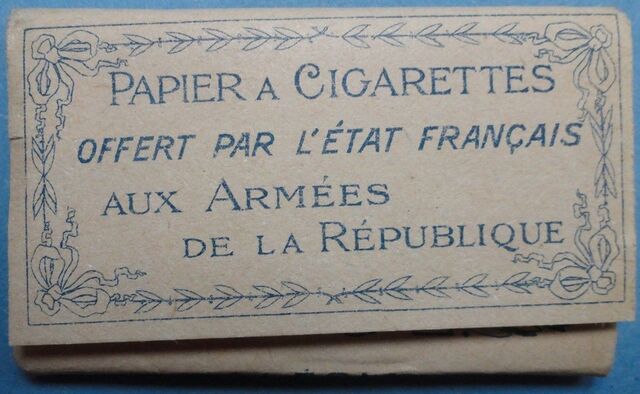 PAPIER A CIGARETTES
OFFERT PAR L'ÉTAT FRANÇAIS
AUX ARMÉES
DE LA RÉPUBLIQUE